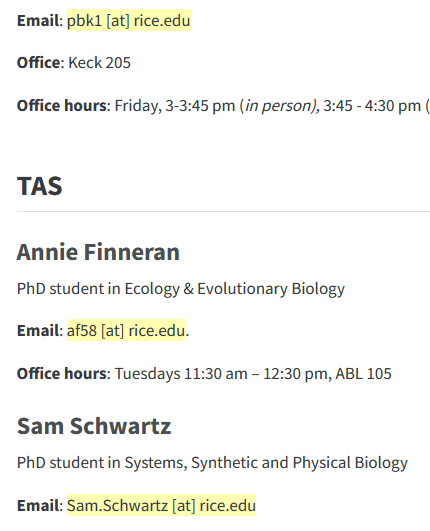 Email: pbk1 [at] rice.edu
Office: Keck 205
Office hours: Friday, 3-3:45 pm (in person), 3:45 - 4:30 pm (
TAS
Annie Finneran
PhD student in Ecology & Evolutionary Biology
Email: af58 [at] rice.edu.
Office hours: Tuesdays 11:30 am – 12:30 pm, ABL 105
Sam Schwartz
PhD student in Systems, Synthetic and Physical Biology
Email: Sam.Schwartz [at] rice.edu